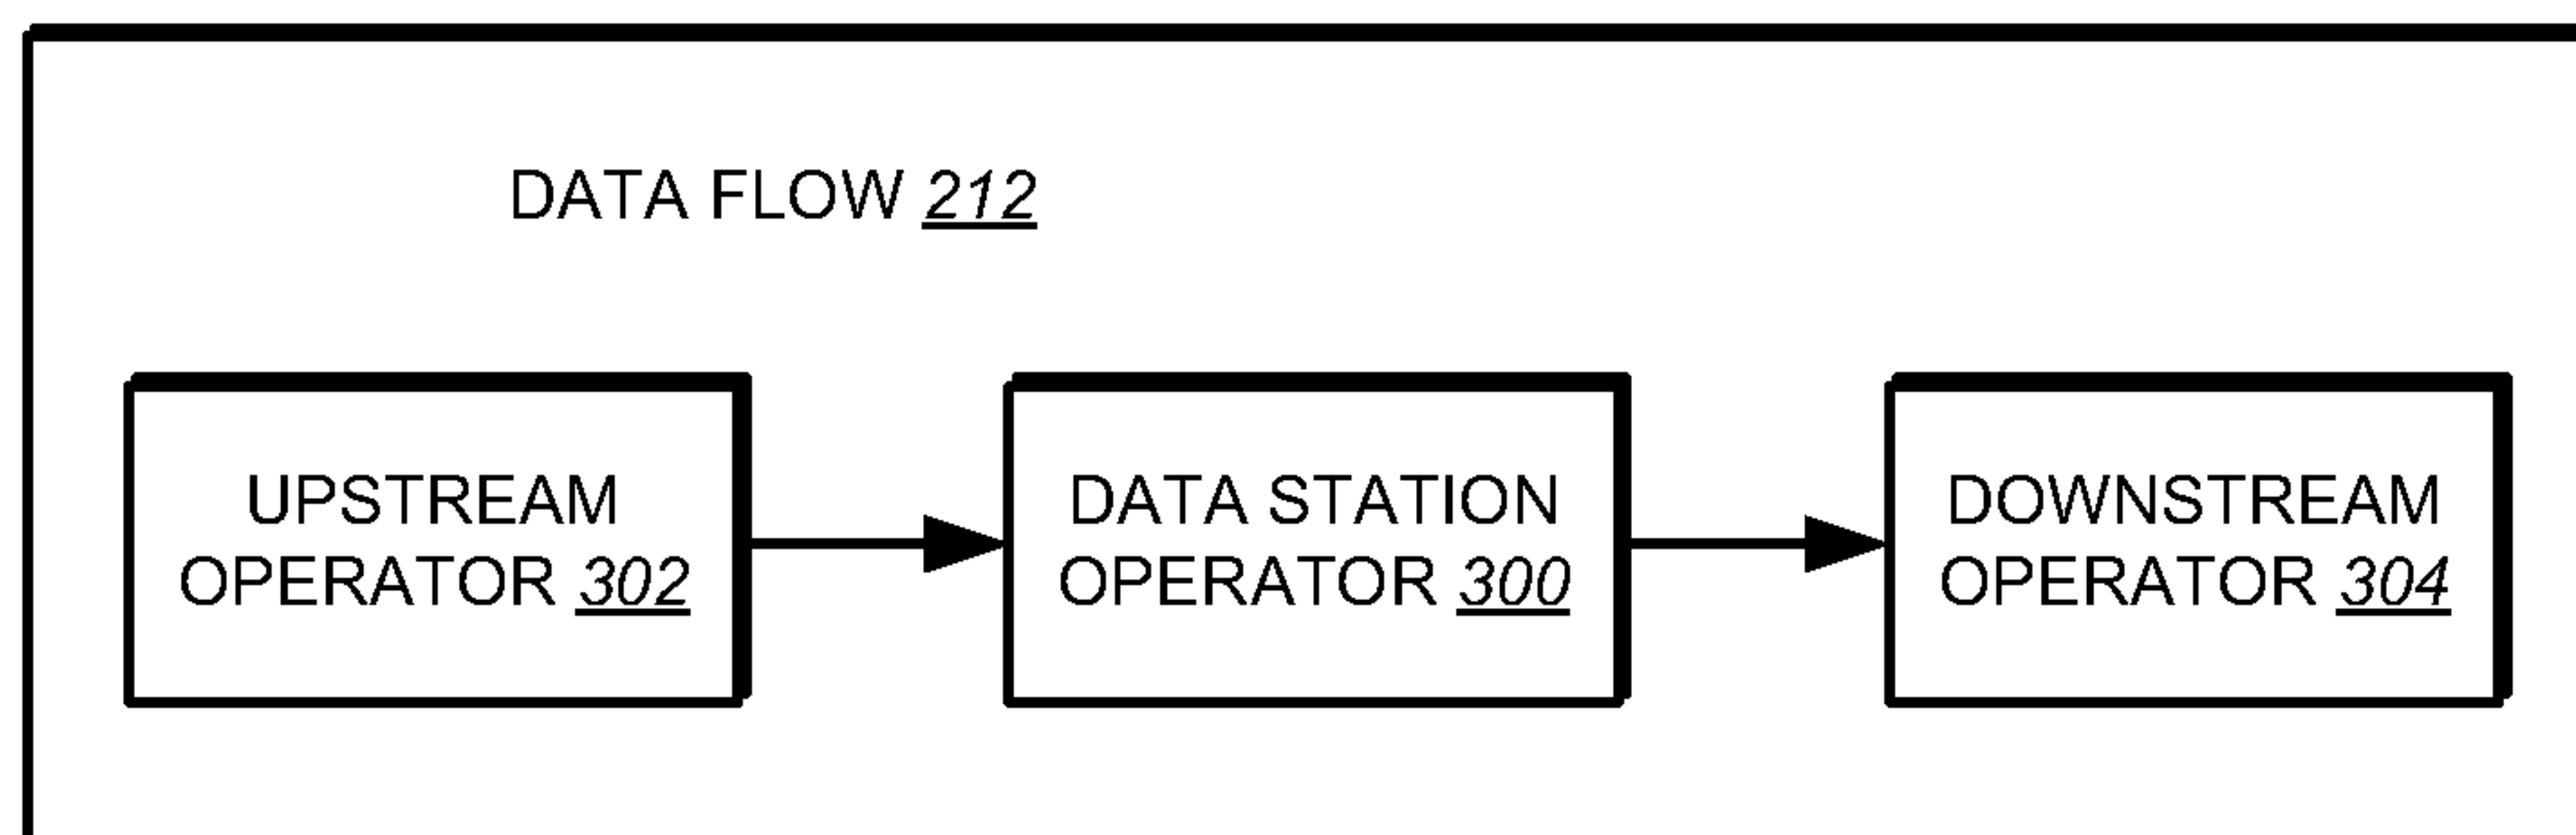 DATA FLOW 212
UPSTREAM
OPERATOR 302
DATA STATION
OPERATOR 300
DOWNSTREAM
OPERATOR 304